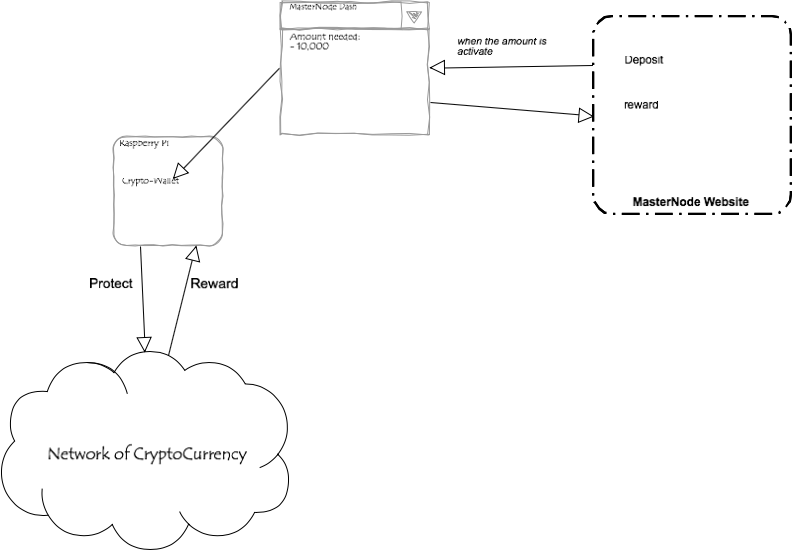 MasterNode Dash
Amount needed:
- 10,000
when the amount is
activate
Deposit
reward
MasterNode Website
Raspberry Pi
Crypto-Wallet
Protect
Reward
Network of CryptoCurrency